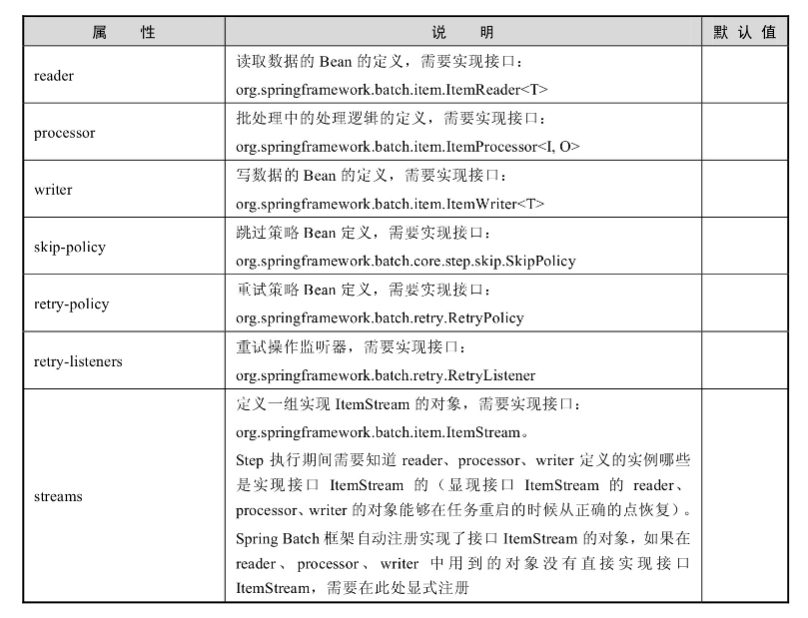 属 性 说 明 默 认 值
reader
读取数据的 Bean 的定义，需要实现接口：
org.springframework.batch.item.ItemReader<T>
processor
批处理中的处理逻辑的定义，需要实现接口：
org.springframework.batch.item.ItemProcessor<I, O>
writer
写数据的 Bean 的定义，需要实现接口：
org.springframework.batch.item.ItemWriter<T>
skip-policy
跳过策略 Bean 定义，需要实现接口：
org.springframework.batch.core.step.skip.SkipPolicy
retry-policy
重试策略 Bean 定义，需要实现接口：
org.springframework.batch.retry.RetryPolicy
retry-listeners
重试操作监听器，需要实现接口：
org.springframework.batch.retry.RetryListener
streams
定义一组实现 ItemStream 的对象，需要实现接口：
org.springframework.batch.item.ItemStream。
Step 执行期间需要知道 reader、processor、writer 定义的实例哪些
是实现接口 ItemStream 的（显现接口 ItemStream 的 reader、
processor、writer 的对象能够在任务重启的时候从正确的点恢复）。
Spring Batch 框架自动注册实现了接口 ItemStream 的对象，如果在
reader、processor、writer 中用到的对象没有直接实现接口
ItemStream，需要在此处显式注册